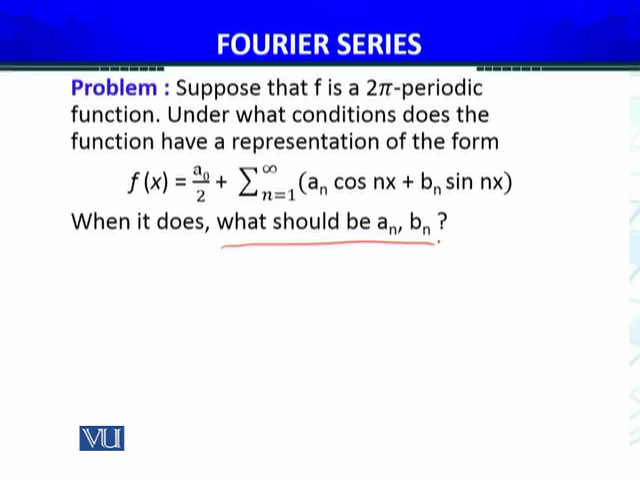 FOURIER SERIES
Problem : Suppose that f is a 2π-periodic
function. Under what conditions does the
function have a representation of the form
f (x) = a₀/2 + ∑ₙ₌₁^∞ (aₙ cos nx + bₙ sin nx)
When it does, what should be aₙ, bₙ ?
VU